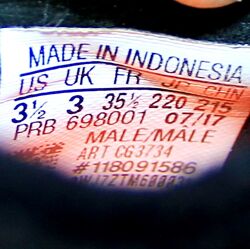 MADE IN INDONESIA
US UK FR JP CHN
3½ 3 35½ 220 215
PRB 698001 07/17
MALE/MALE
ART CG3734
#118091586